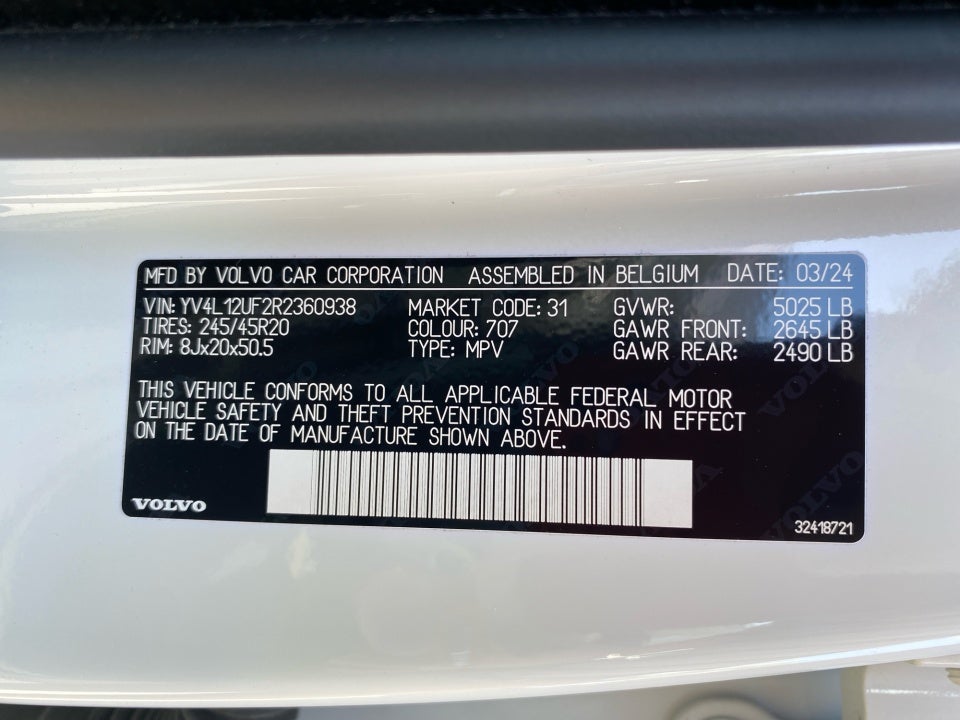 MFD BY VOLVO CAR CORPORATION ASSEMBLED IN BELGIUM DATE: 03/24
VIN: YV4L12UF2R2360938 MARKET CODE: 31 GVWR: 5025 LB
TIRES: 245/45R20 COLOUR: 707 GAWR FRONT: 2645 LB
RIM: 8Jx20x50.5 TYPE: MPV GAWR REAR: 2490 LB
THIS VEHICLE CONFORMS TO ALL APPLICABLE FEDERAL MOTOR
VEHICLE SAFETY AND THEFT PREVENTION STANDARDS IN EFFECT
ON THE DATE OF MANUFACTURE SHOWN ABOVE.
VOLVO
32418721